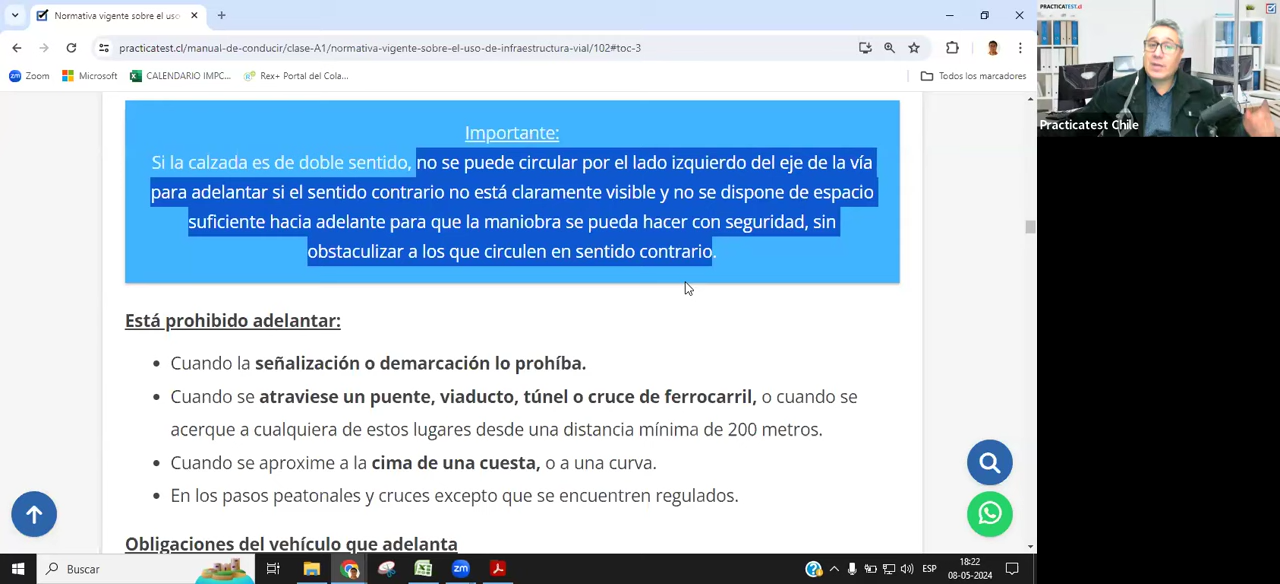 Normativa vigente sobre el uso
practicatest.cl/manual-de-conducir/clase-A1/normativa-vigente-sobre-el-uso-de-infraestructura-vial/102#toc-3
Zoom
Microsoft
CALENDARIO IMPC...
Rex+ Portal del Cola...
Todos los marcadores
PRACTICATEST.cl
Practicatest Chile
Importante:
Si la calzada es de doble sentido, no se puede circular por el lado izquierdo del eje de la vía
para adelantar si el sentido contrario no está claramente visible y no se dispone de espacio
suficiente hacia adelante para que la maniobra se pueda hacer con seguridad, sin
obstaculizar a los que circulen en sentido contrario.
Está prohibido adelantar:
• Cuando la señalización o demarcación lo prohíba.
• Cuando se atraviese un puente, viaducto, túnel o cruce de ferrocarril, o cuando se
acerque a cualquiera de estos lugares desde una distancia mínima de 200 metros.
• Cuando se aproxime a la cima de una cuesta, o a una curva.
• En los pasos peatonales y cruces excepto que se encuentren regulados.
Obligaciones del vehículo que adelanta
Buscar
zm
ESP
18:22
08-05-2024